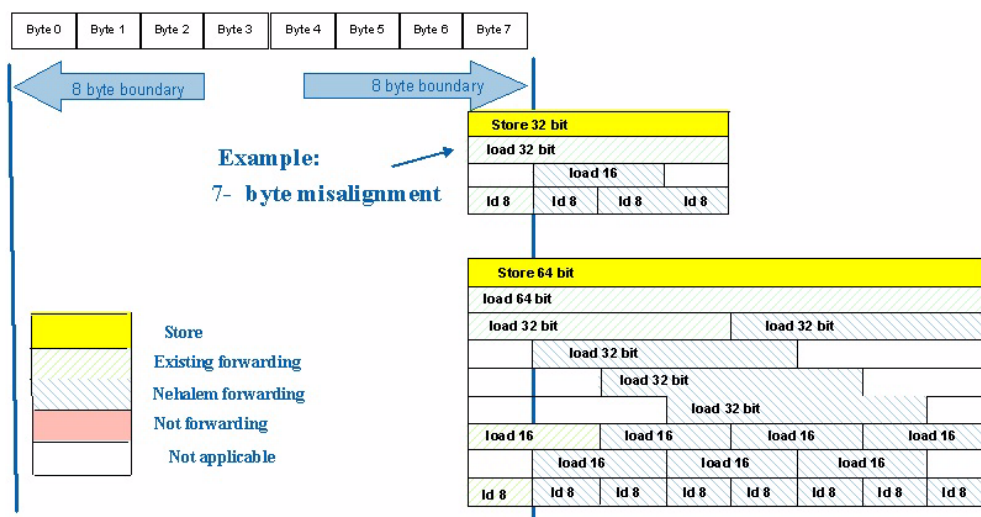 Byte 0 Byte 1 Byte 2 Byte 3 Byte 4 Byte 5 Byte 6 Byte 7
8 byte boundary 8 byte boundary
Store 32 bit
load 32 bit
load 16
ld 8 ld 8 ld 8 ld 8
Example:
7- byte misalignment
Store 64 bit
load 64 bit
load 32 bit load 32 bit
load 32 bit
load 32 bit
load 32 bit
load 16 load 16 load 16 load 16
load 16 load 16 load 16
ld 8 ld 8 ld 8 ld 8 ld 8 ld 8 ld 8 ld 8
Store
Existing forwarding
Nehalem forwarding
Not forwarding
Not applicable